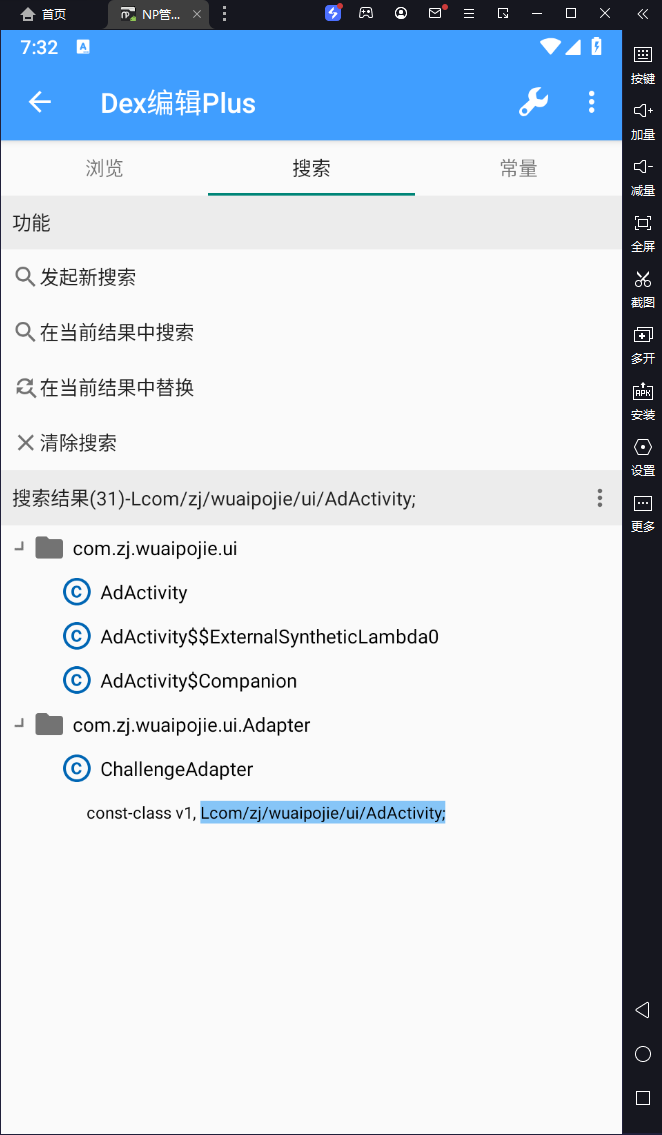 首页
NP管...
7:32
A
Dex编辑Plus
浏览 搜索 常量
功能
发起新搜索
在当前结果中搜索
在当前结果中替换
清除搜索
搜索结果(31)-Lcom/zj/wuaipojie/ui/AdActivity;
com.zj.wuaipojie.ui
C AdActivity
C AdActivity$$ExternalSyntheticLambda0
C AdActivity$Companion
com.zj.wuaipojie.ui.Adapter
C ChallengeAdapter
const-class v1, Lcom/zj/wuaipojie/ui/AdActivity;
按键
加量
减量
全屏
截图
多开
APK
安装
设置
更多